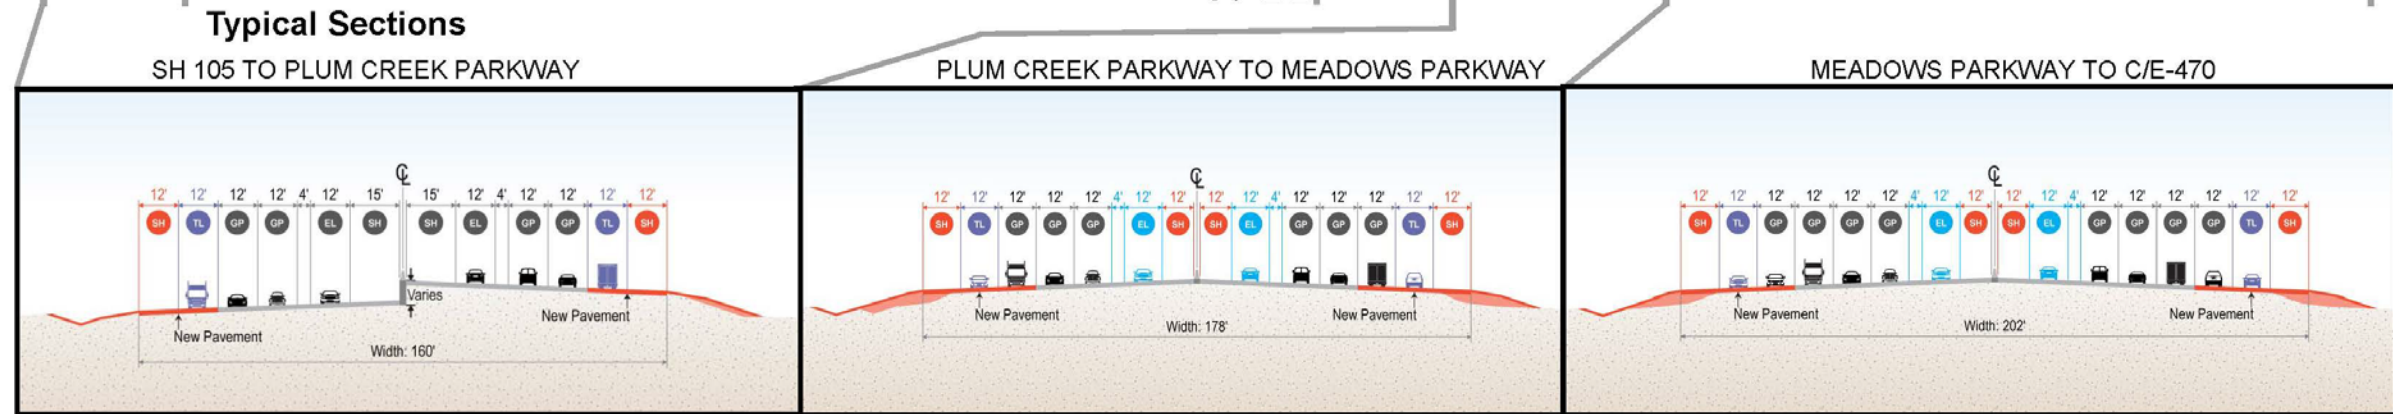 Typical Sections
SH 105 TO PLUM CREEK PARKWAY
℄
12' 12' 12' 12' 4' 12' 15' 15' 12' 4' 12' 12' 12' 12'
SH TL GP GP EL SH SH EL GP GP TL SH
Varies
New Pavement
New Pavement
Width: 160'
PLUM CREEK PARKWAY TO MEADOWS PARKWAY
℄
12' 12' 12' 12' 12' 4' 12' 12' 12' 12' 4' 12' 12' 12' 12' 12'
SH TL GP GP GP EL SH SH EL GP GP GP TL SH
New Pavement
New Pavement
Width: 178'
MEADOWS PARKWAY TO C/E-470
℄
12' 12' 12' 12' 12' 12' 4' 12' 12' 12' 12' 4' 12' 12' 12' 12' 12' 12'
SH TL GP GP GP GP EL SH SH EL GP GP GP GP TL SH
New Pavement
New Pavement
Width: 202'